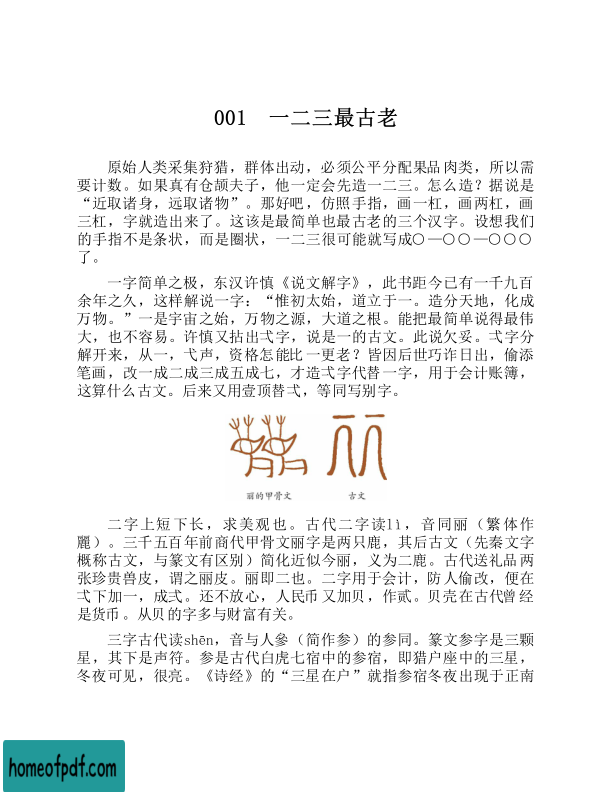 001 一二三最古老
原始人类采集狩猎，群体出动，必须公平分配果品肉类，所以需
要计数。如果真有仓颉夫子，他一定会先造一二三。怎么造？据说是
“近取诸身，远取诸物”。那好吧，仿照手指，画一杠，画两杠，画
三杠，字就造出来了。这该是最简单也最古老的三个汉字。设想我们
的手指不是条状，而是圈状，一二三很可能就写成〇—〇〇—〇〇〇
了。
一字简单之极，东汉许慎《说文解字》，此书距今已有一千九百
余年之久，这样解说一字：“惟初太始，道立于一。造分天地，化成
万物。”一是宇宙之始，万物之源，大道之根。能把最简单说得最伟
大，也不容易。许慎又拈出弌字，说是一的古文。此说欠妥。弌字分
解开来，从一，弋声，资格怎能比一更老？皆因后世巧诈日出，偷添
笔画，改一成二成三成五成七，才造弌字代替一字，用于会计账簿，
这算什么古文。后来又用壹顶替弌，等同写别字。
丽的甲骨文 古文
二字上短下长，求美观也。古代二字读lì，音同丽（繁体作
麗）。三千五百年前商代甲骨文丽字是两只鹿，其后古文（先秦文字
概称古文，与篆文有区别）简化近似今丽，义为二鹿。古代送礼品两
张珍贵兽皮，谓之丽皮。丽即二也。二字用于会计，防人偷改，便在
弋下加一，成弍。还不放心，人民币又加贝，作贰。贝壳在古代曾经
是货币。从贝的字多与财富有关。
三字古代读shēn，音与人參（简作参）的参同。篆文参字是三颗
星，其下是声符。参是古代白虎七宿中的参宿，即猎户座中的三星，
冬夜可见，很亮。《诗经》的“三星在户”就指参宿冬夜出现于正南
homeofpdf.com